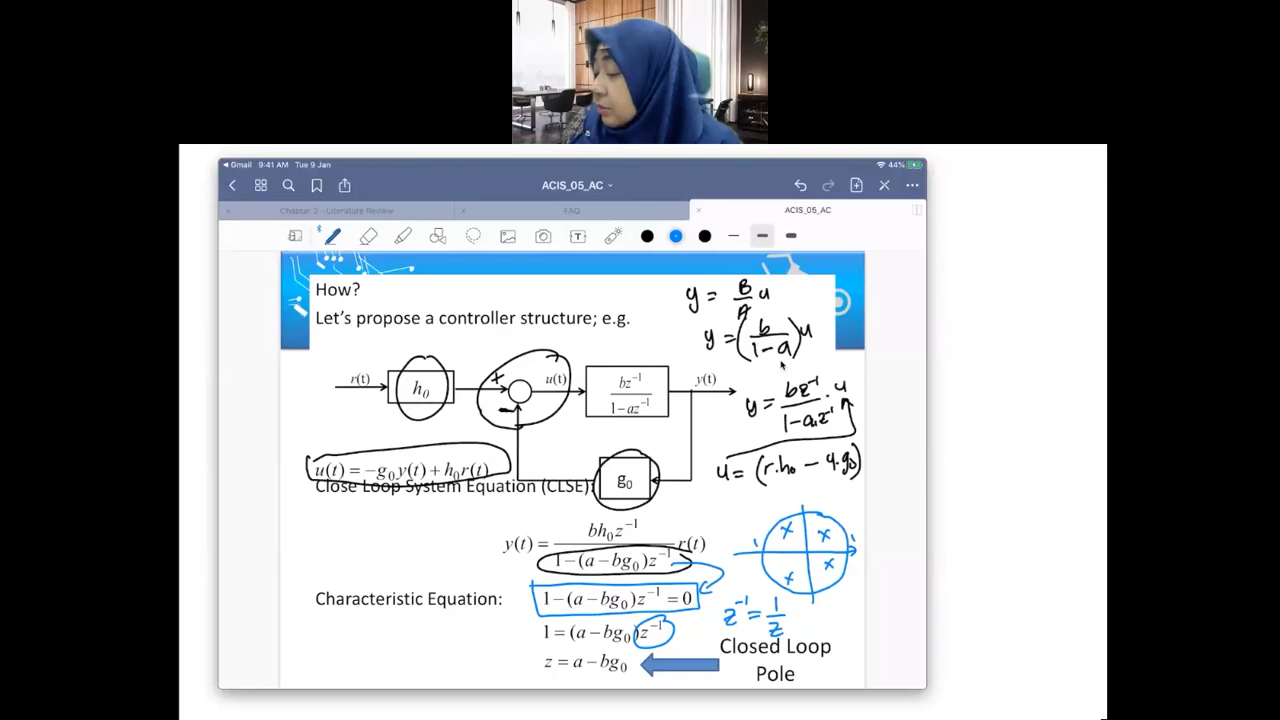 Gmail 9:41 AM Tue 9 Jan 44%
ACIS_05_AC
Chapter 2 - Literature Review FAQ ACIS_05_AC
How?
Let's propose a controller structure; e.g.
y = B/A u
y = (b/(1-a))u
r(t) h₀ + - u(t) bz⁻¹/(1-az⁻¹) y(t)
y = bz⁻¹/(1-a₁z⁻¹) . u
g₀
u = (r.h₀ - y.g₀)
u(t) = -g₀y(t) + h₀r(t)
Close Loop System Equation (CLSE):
y(t) = bh₀z⁻¹/(1-(a-bg₀)z⁻¹) r(t)
Characteristic Equation: 1-(a-bg₀)z⁻¹ = 0
z⁻¹ = 1/z
1 = (a-bg₀)z⁻¹
z = a-bg₀
Closed Loop
Pole